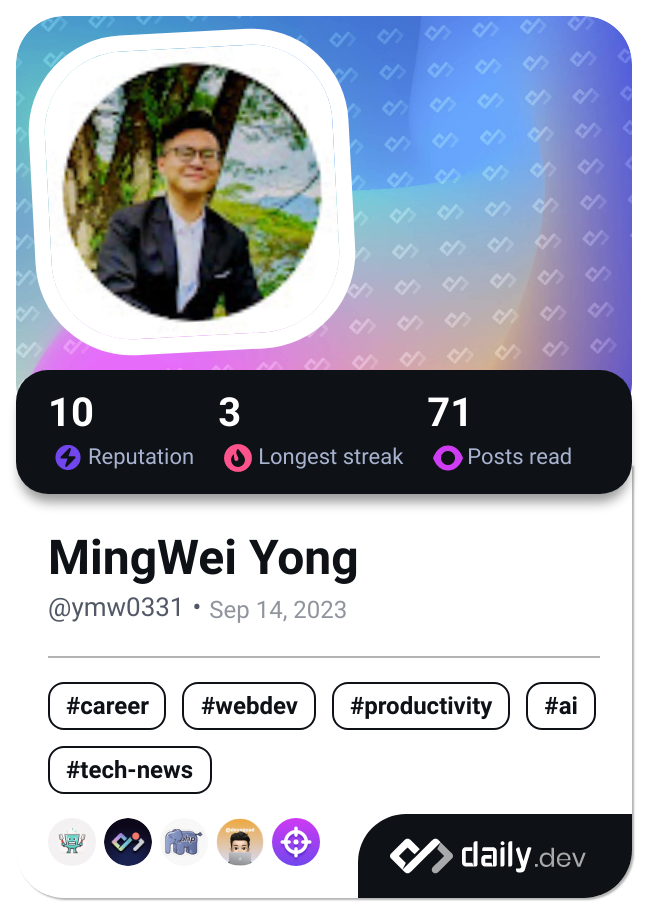 10 3 71
Reputation Longest streak Posts read
MingWei Yong
@ymw0331 • Sep 14, 2023
#career #webdev #productivity #ai
#tech-news
php
daily.dev